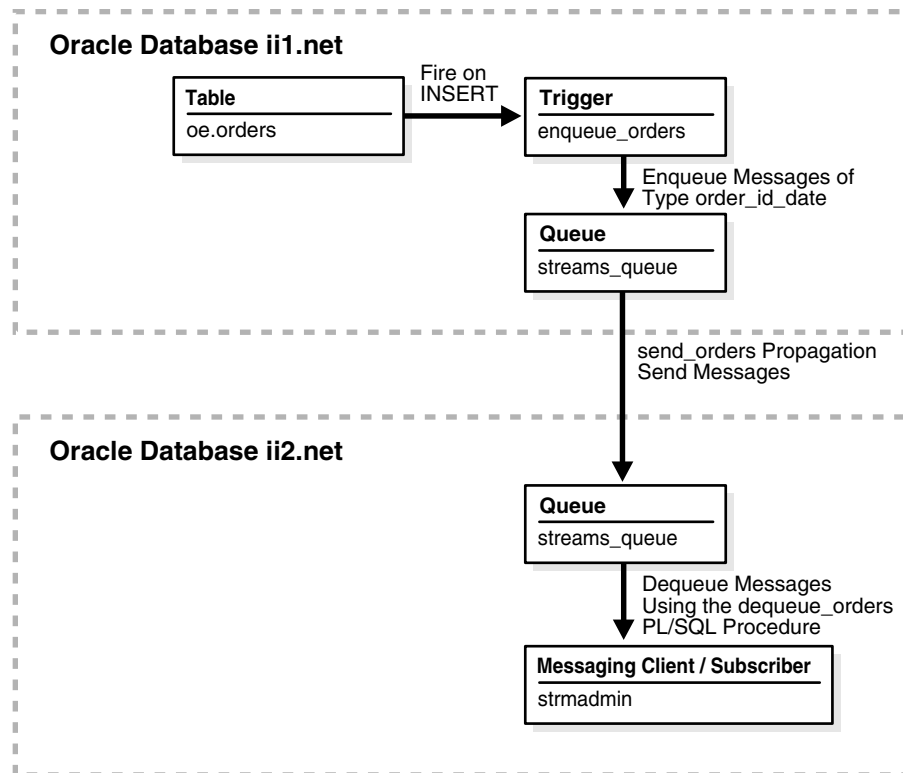 Oracle Database ii1.net
Table
oe.orders
Fire on
INSERT
Trigger
enqueue_orders
Enqueue Messages of
Type order_id_date
Queue
streams_queue
send_orders Propagation
Send Messages
Oracle Database ii2.net
Queue
streams_queue
Dequeue Messages
Using the dequeue_orders
PL/SQL Procedure
Messaging Client / Subscriber
strmadmin